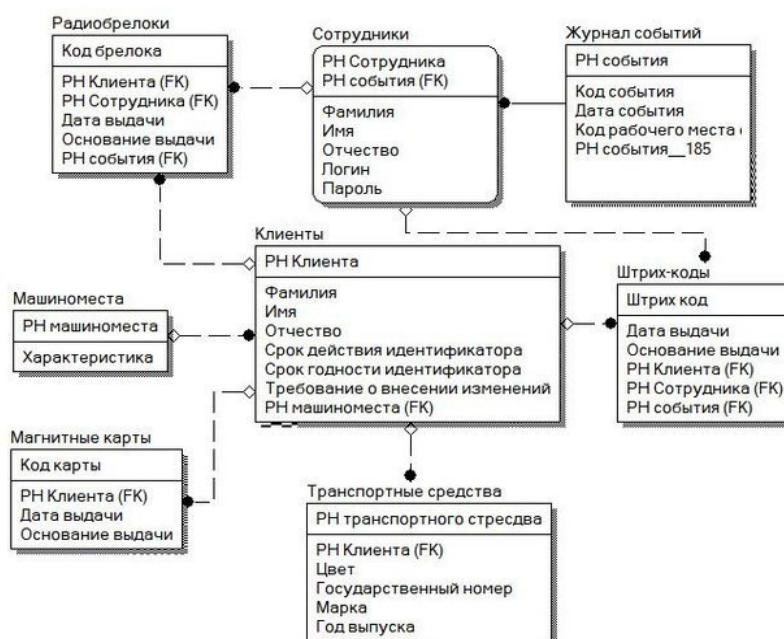 Радиобрелоки
Код брелока
РН Клиента (FK)
РН Сотрудника (FK)
Дата выдачи
Основание выдачи
РН события (FK)
Сотрудники
РН Сотрудника
РН события (FK)
Фамилия
Имя
Отчество
Логин
Пароль
Журнал событий
РН события
Код события
Дата события
Код рабочего места
РН события__185
Клиенты
РН Клиента
Фамилия
Имя
Отчество
Срок действия идентификатора
Срок годности идентификатора
Требование о внесении изменений
РН машиноместа (FK)
Машиноместа
РН машиноместа
Характеристика
Штрих-коды
Штрих код
Дата выдачи
Основание выдачи
РН Клиента (FK)
РН Сотрудника (FK)
РН события (FK)
Магнитные карты
Код карты
РН Клиента (FK)
Дата выдачи
Основание выдачи
Транспортные средства
РН транспортного стресдва
РН Клиента (FK)
Цвет
Государственный номер
Марка
Год выпуска